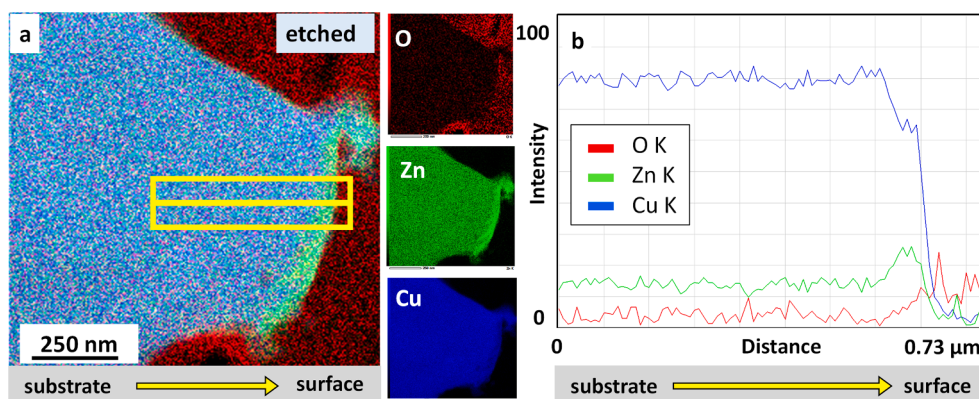 a
etched
250 nm
substrate surface
O
Zn
Cu
b
100
Intensity
O K
Zn K
Cu K
0
0 Distance 0.73 μm
substrate surface